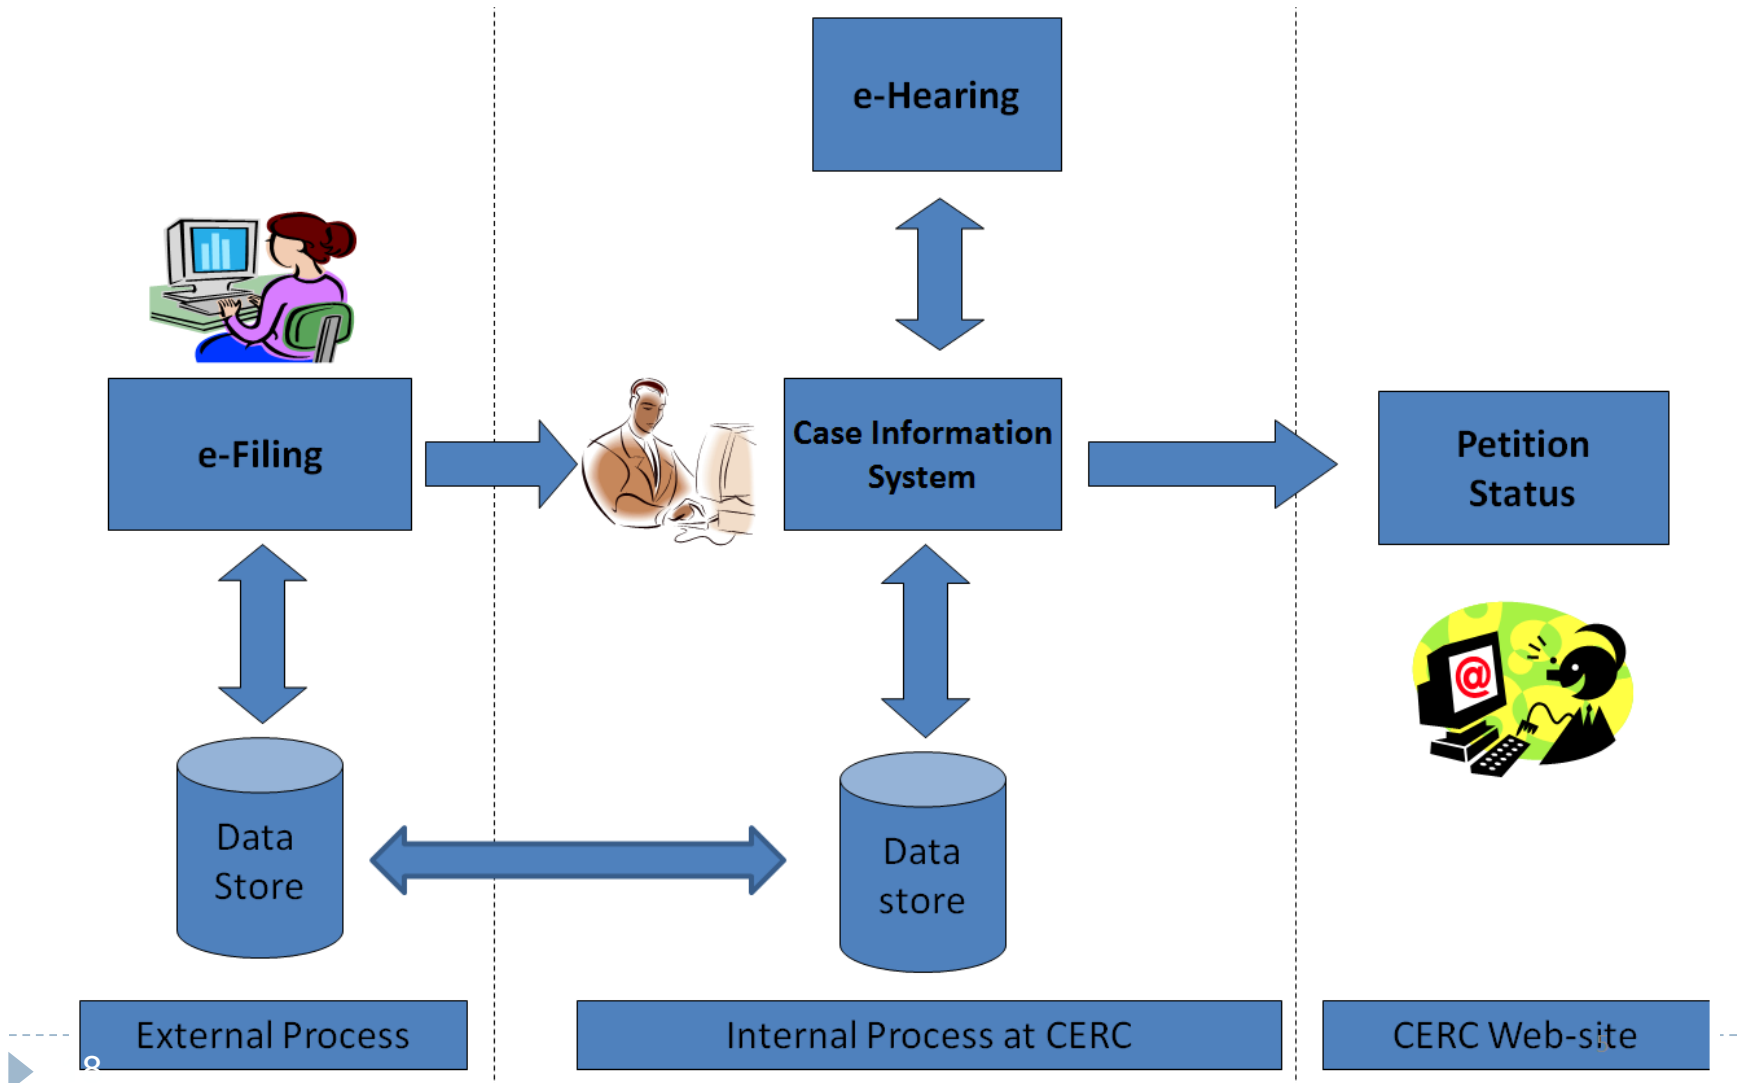 e-Hearing
e-Filing
Case Information
System
Petition
Status
@
Data
Store
Data
store
External Process
Internal Process at CERC
CERC Web-site
8